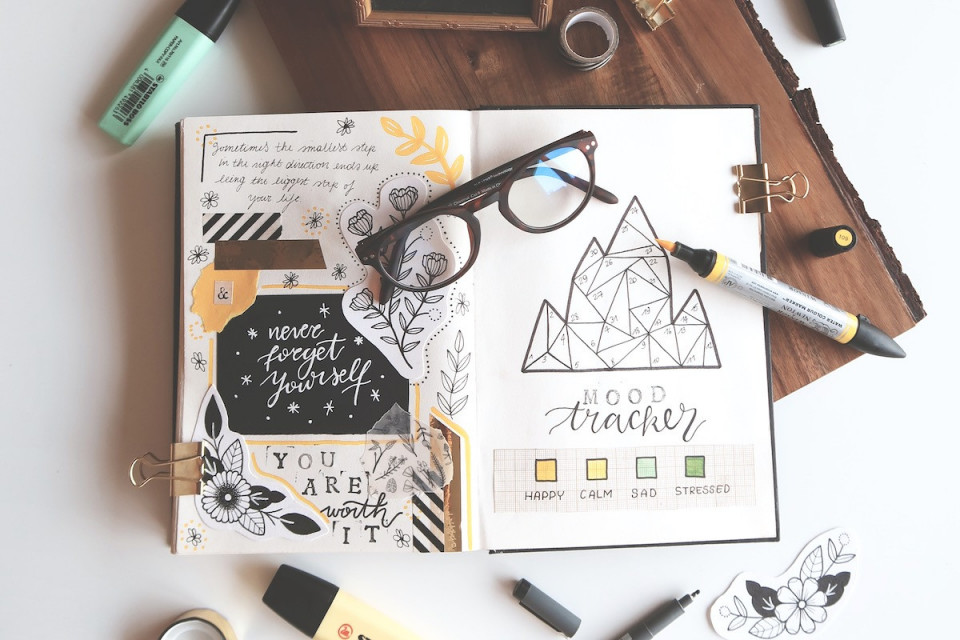 Sometimes the smallest step
in the right direction ends up
being the biggest step of
your life
&
never
forget
yourself
YOU
ARE
worth
IT
MOOD
tracker
HAPPY CALM SAD STRESSED
STABILO BOSS
WATER COLOUR MARKER